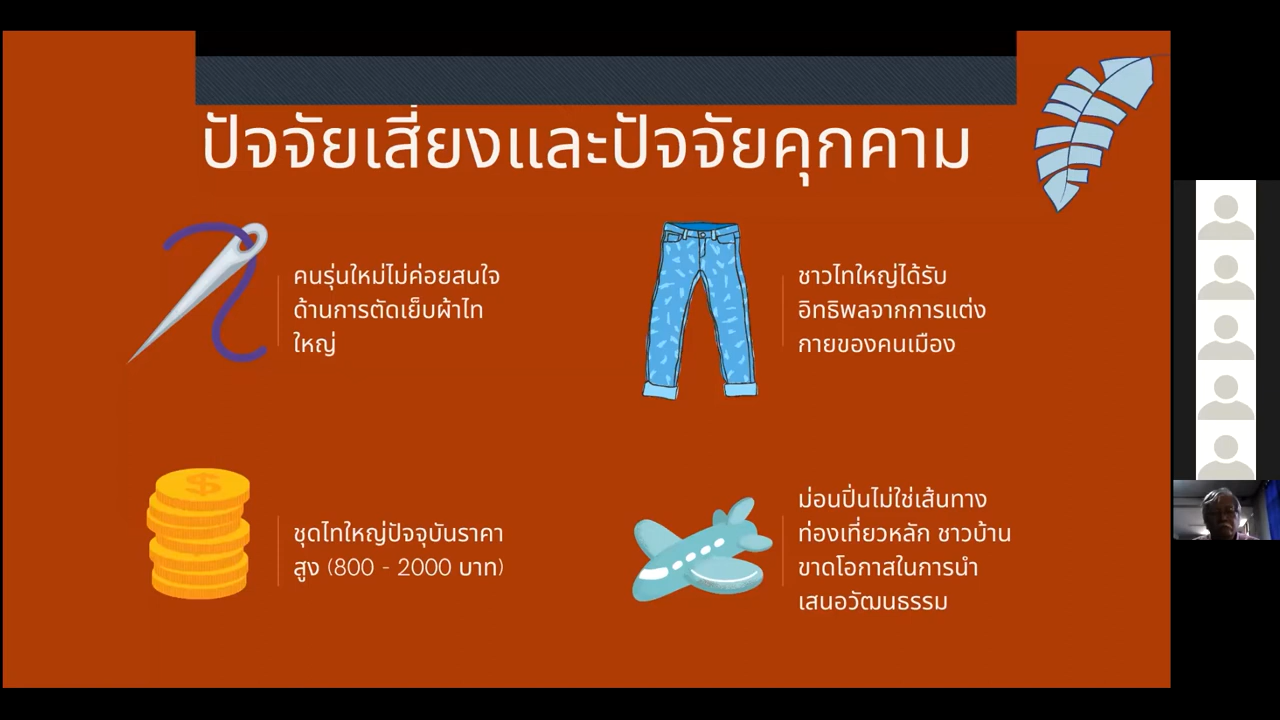 ปัจจัยเสี่ยงและปัจจัยคุกคาม
คนรุ่นใหม่ไม่ค่อยสนใจ
ด้านการตัดเย็บผ้าไท
ใหญ่
ชาวไทใหญ่ได้รับ
อิทธิพลจากการแต่ง
กายของคนเมือง
ชุดไทใหญ่ปัจจุบันราคา
สูง (800 - 2000 บาท)
ม่อนปิ่นไม่ใช่เส้นทาง
ท่องเที่ยวหลัก ชาวบ้าน
ขาดโอกาสในการนำ
เสนอวัฒนธรรม